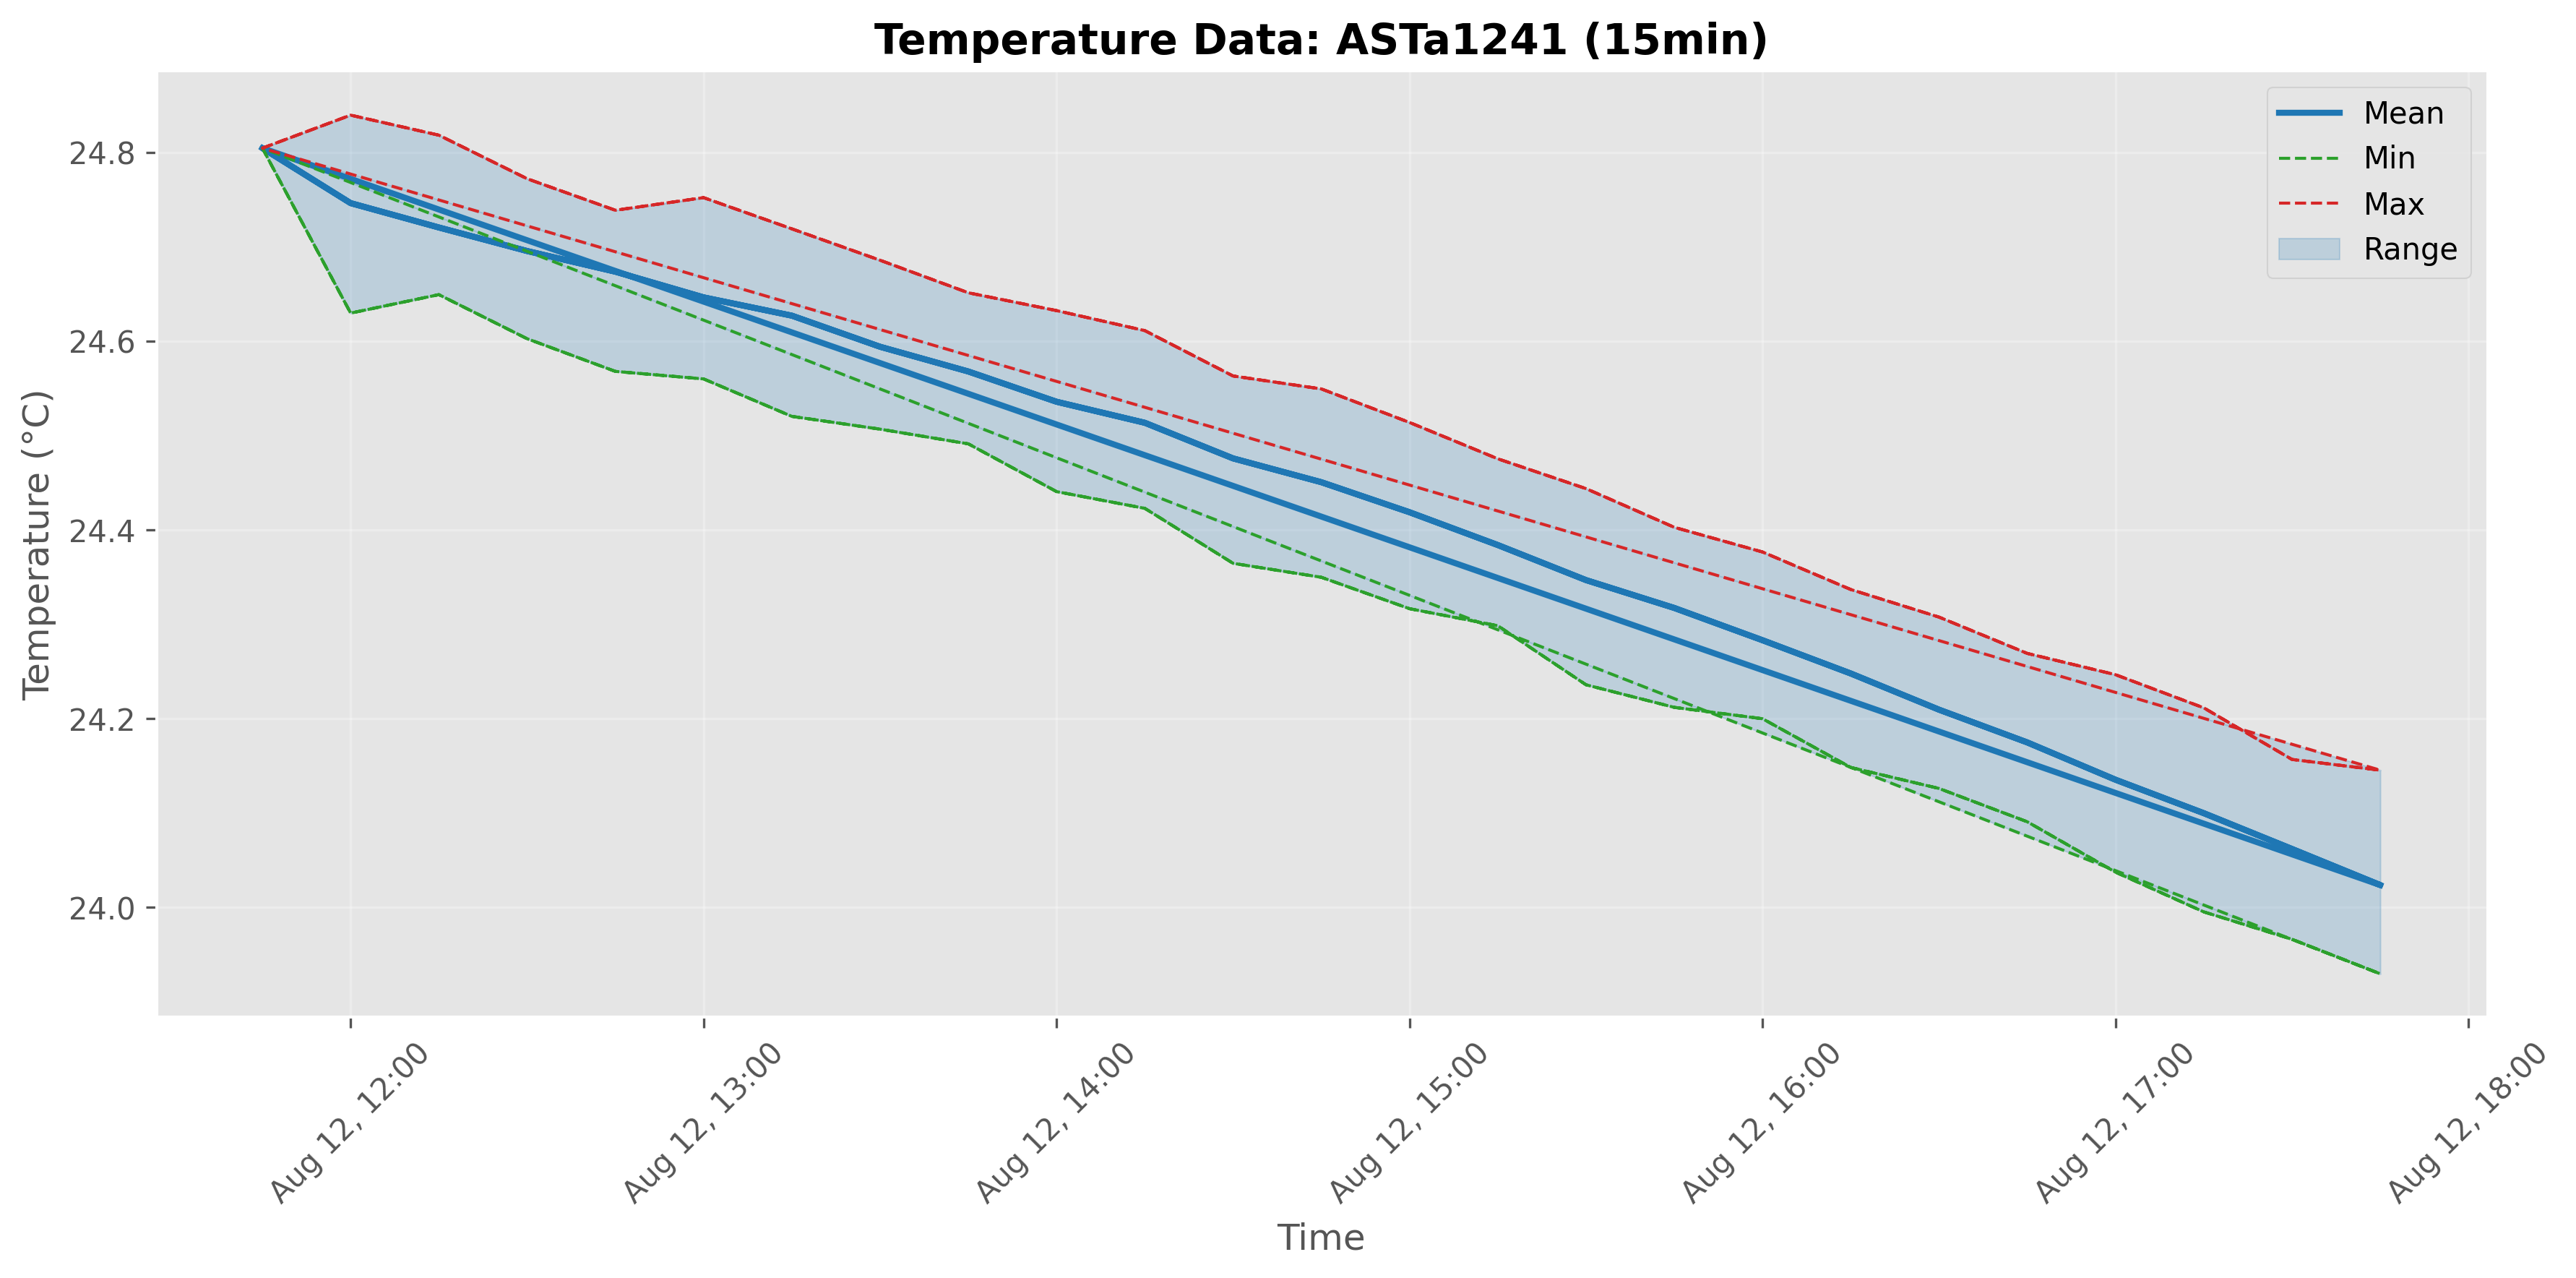 Temperature Data: ASTa1241 (15min)
Mean
Min
Max
Range
Temperature (°C)
24.8
24.6
24.4
24.2
24.0
Aug 12, 12:00
Aug 12, 13:00
Aug 12, 14:00
Aug 12, 15:00
Aug 12, 16:00
Aug 12, 17:00
Aug 12, 18:00
Time